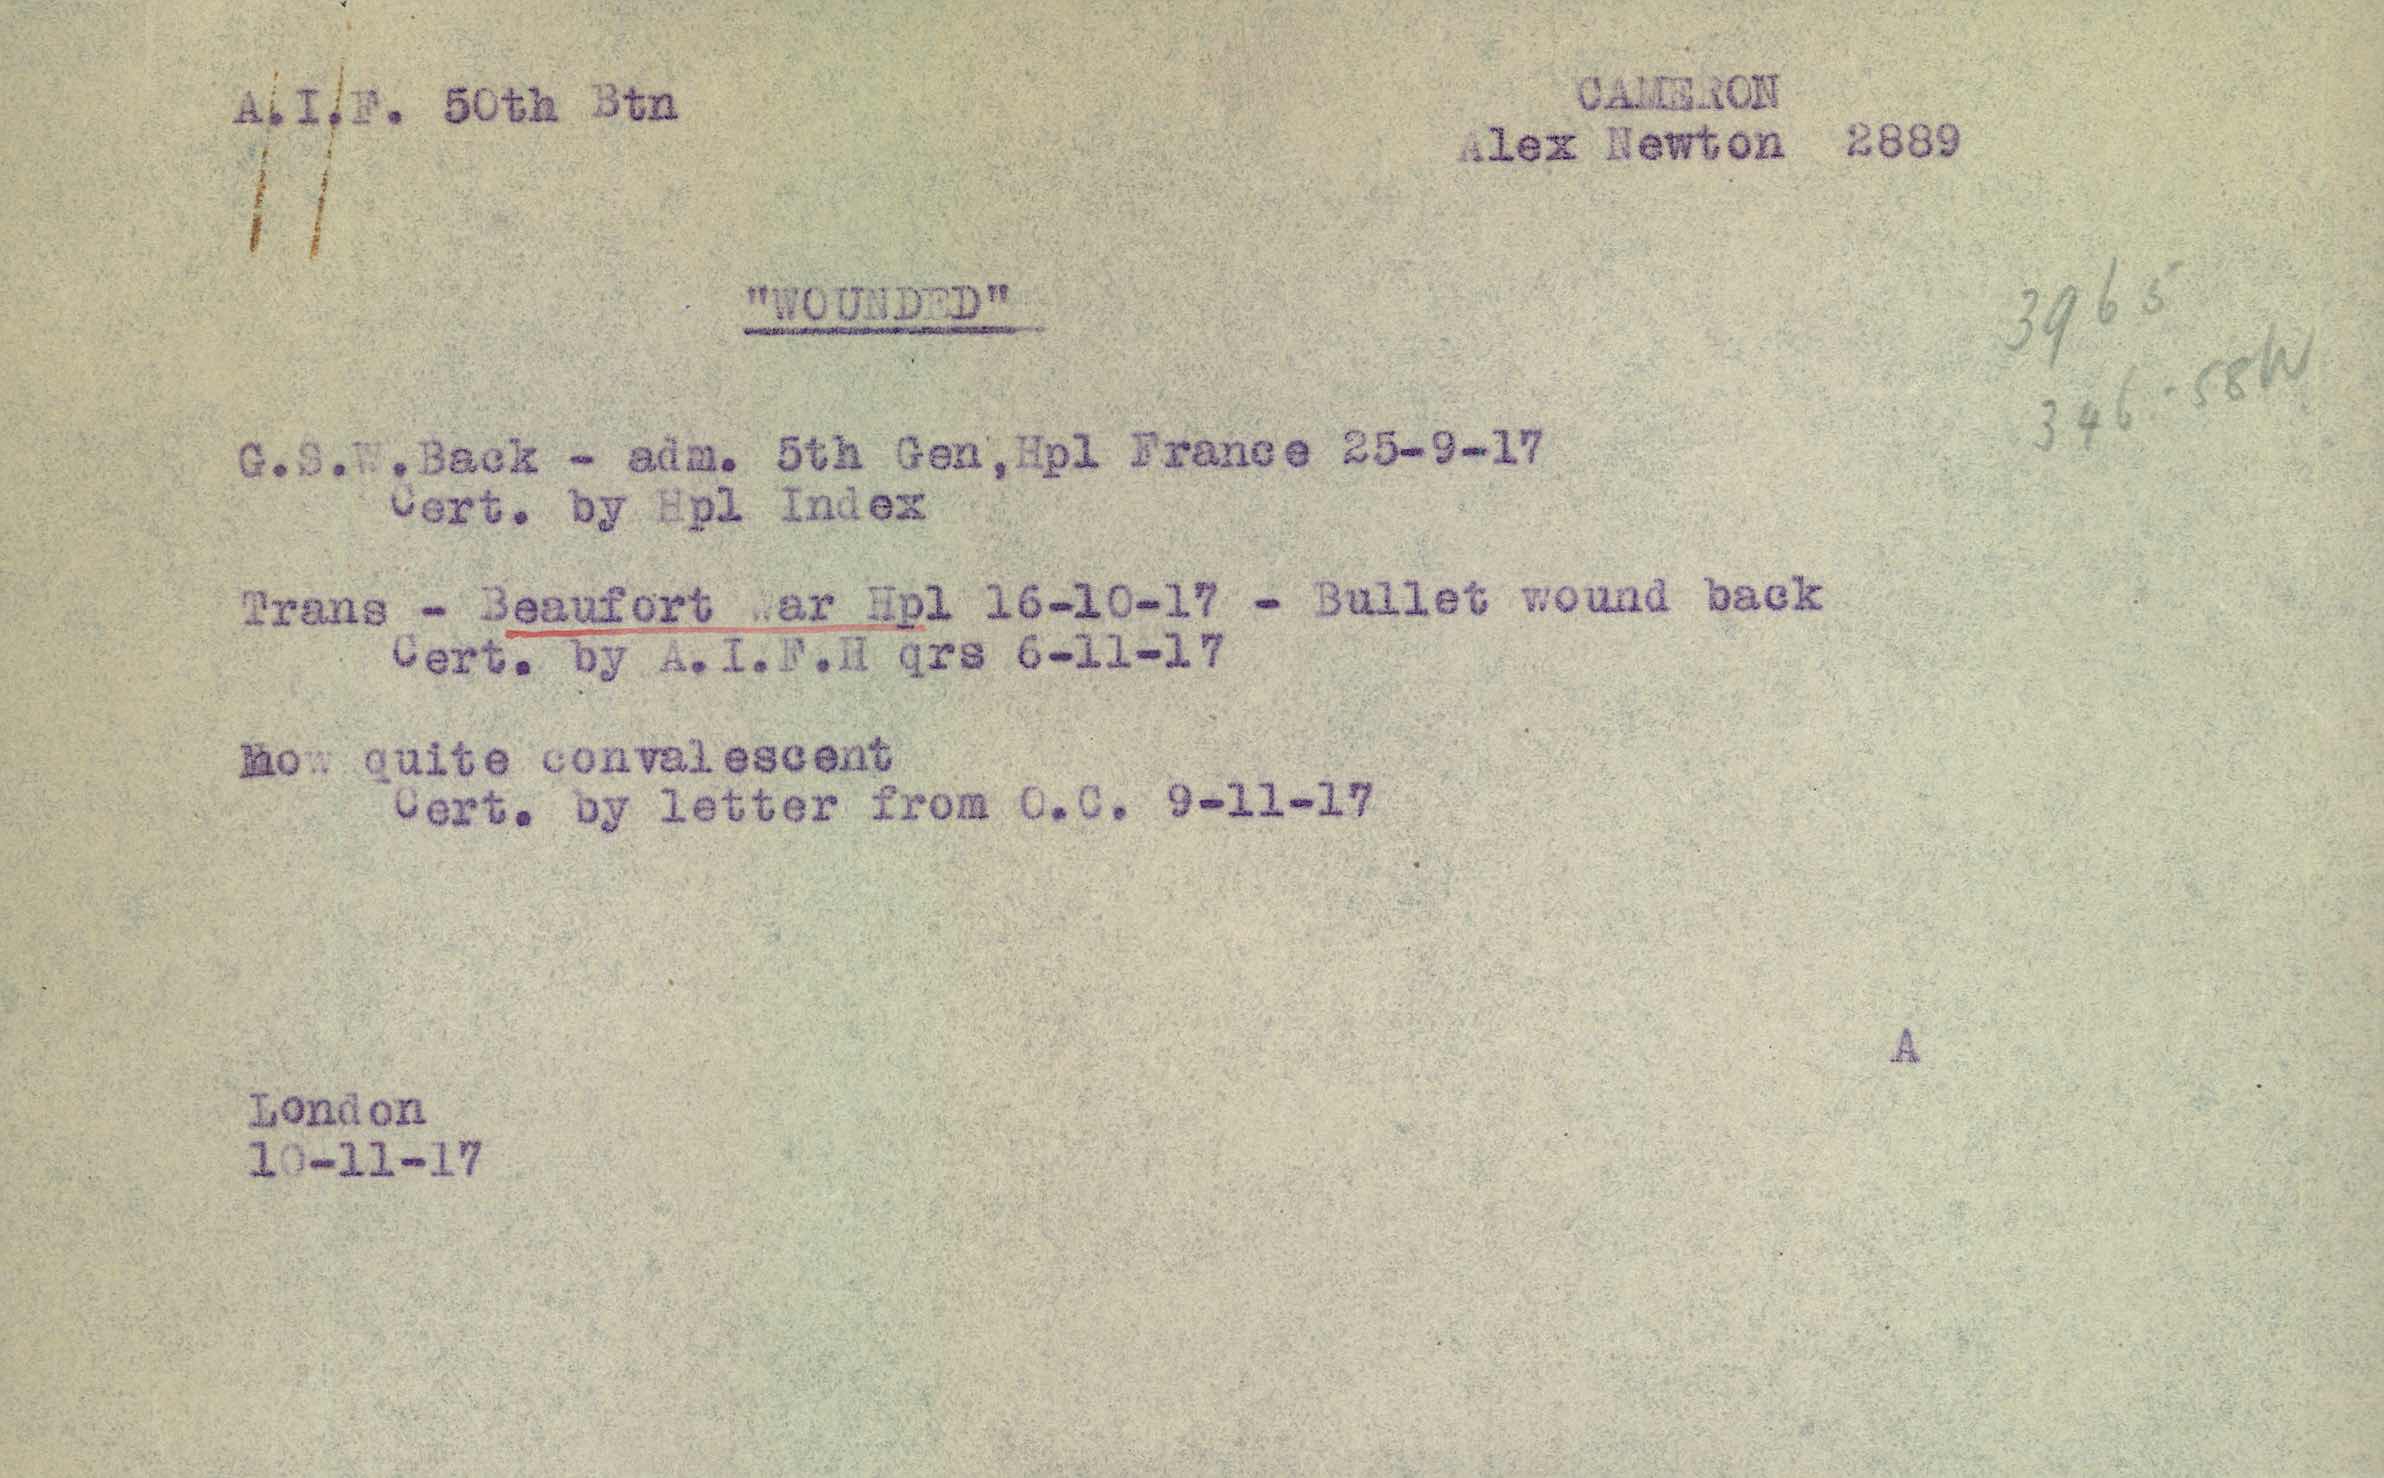 A.I.F. 50th Btn
CAMERON
Alex Newton 2889
"WOUNDED"
3965
346-58W
G.S.W.Back - adm. 5th Gen,Hpl France 25-9-17
Cert. by Hpl Index
Trans - Beaufort War Hpl 16-10-17 - Bullet wound back
Cert. by A.I.F.H qrs 6-11-17
Now quite convalescent
Cert. by letter from O.C. 9-11-17
A
London
10-11-17